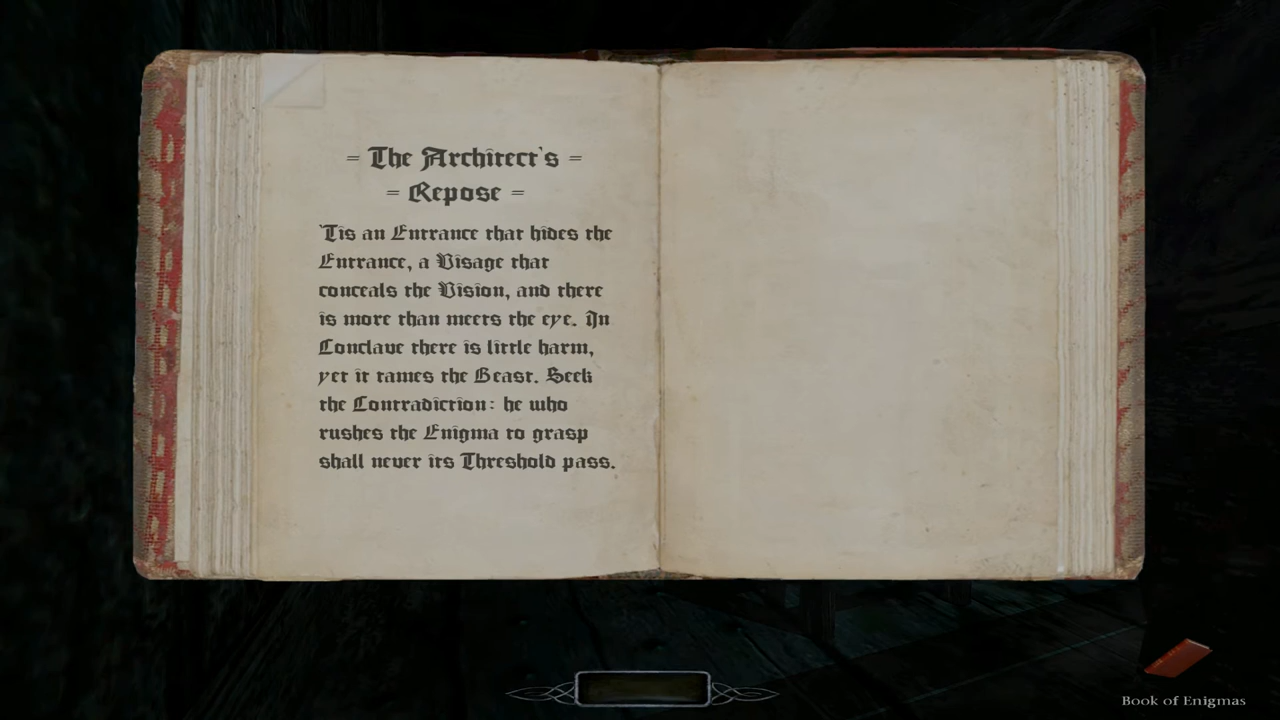 = The Architect's =
= Repose =
'Tis an Entrance that hides the
Entrance, a Visage that
conceals the Vision, and there
is more than meets the eye. In
Conclave there is little harm,
yet it tames the Beast. Seek
the Contradiction: he who
rushes the Enigma to grasp
shall never its Threshold pass.
Book of Enigmas